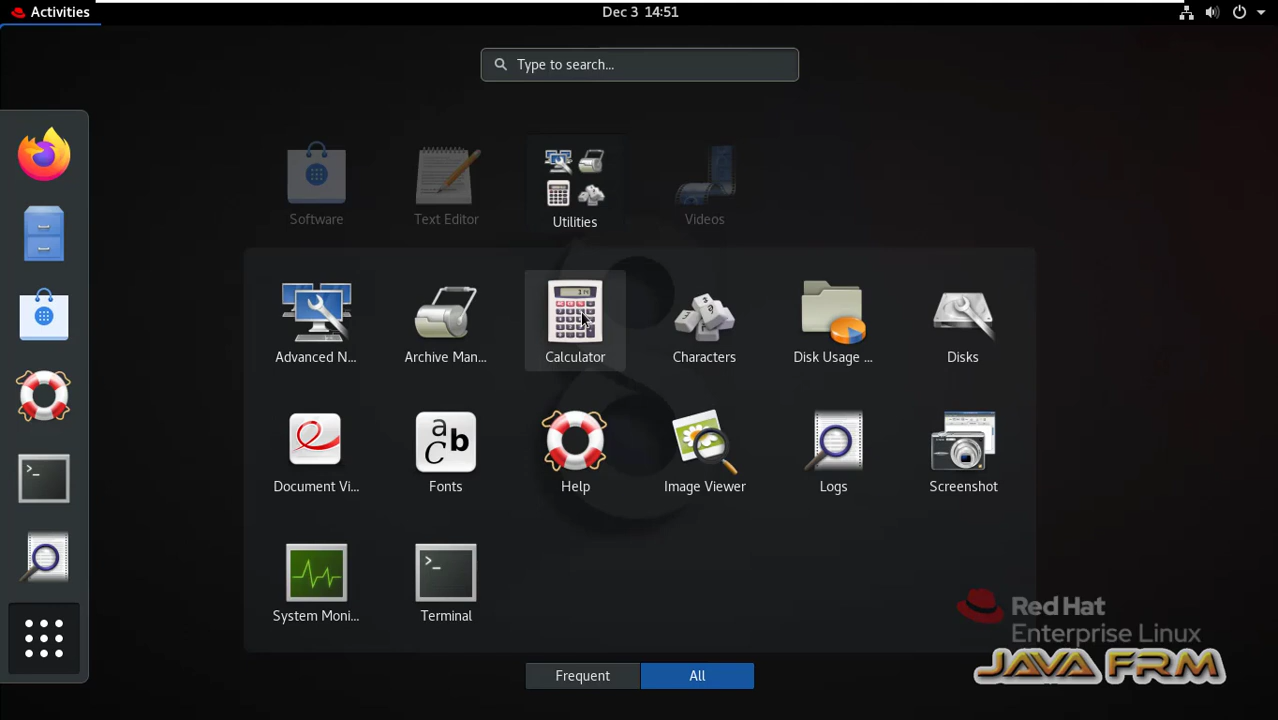 Activities
Dec 3 14:51
Type to search...
Software
Text Editor
Utilities
Videos
Advanced N...
Archive Man...
Calculator
Characters
Disk Usage ...
Disks
Document Vi...
Fonts
Help
Image Viewer
Logs
Screenshot
System Moni...
Terminal
Red Hat
Enterprise Linux
JAVA FRM
Frequent
All